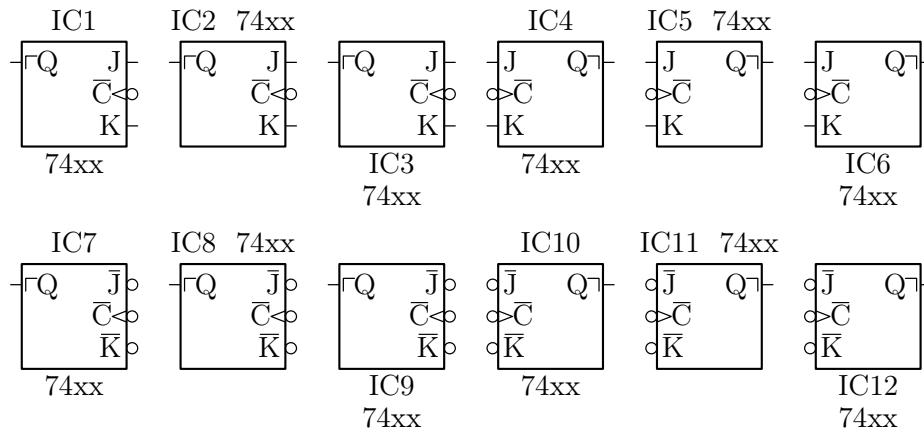 IC1 IC2 74xx IC4 IC5 74xx
Q J Q J Q J J Q J Q J Q
C̅ C̅ C̅ C̅ C̅ C̅
K K K K K K
74xx IC3 74xx IC6
74xx 74xx
IC7 IC8 74xx IC10 IC11 74xx
Q J̅ Q J̅ Q J̅ J̅ Q J̅ Q J̅ Q
C̅ C̅ C̅ C̅ C̅ C̅
K̅ K̅ K̅ K̅ K̅ K̅
74xx IC9 74xx IC12
74xx 74xx